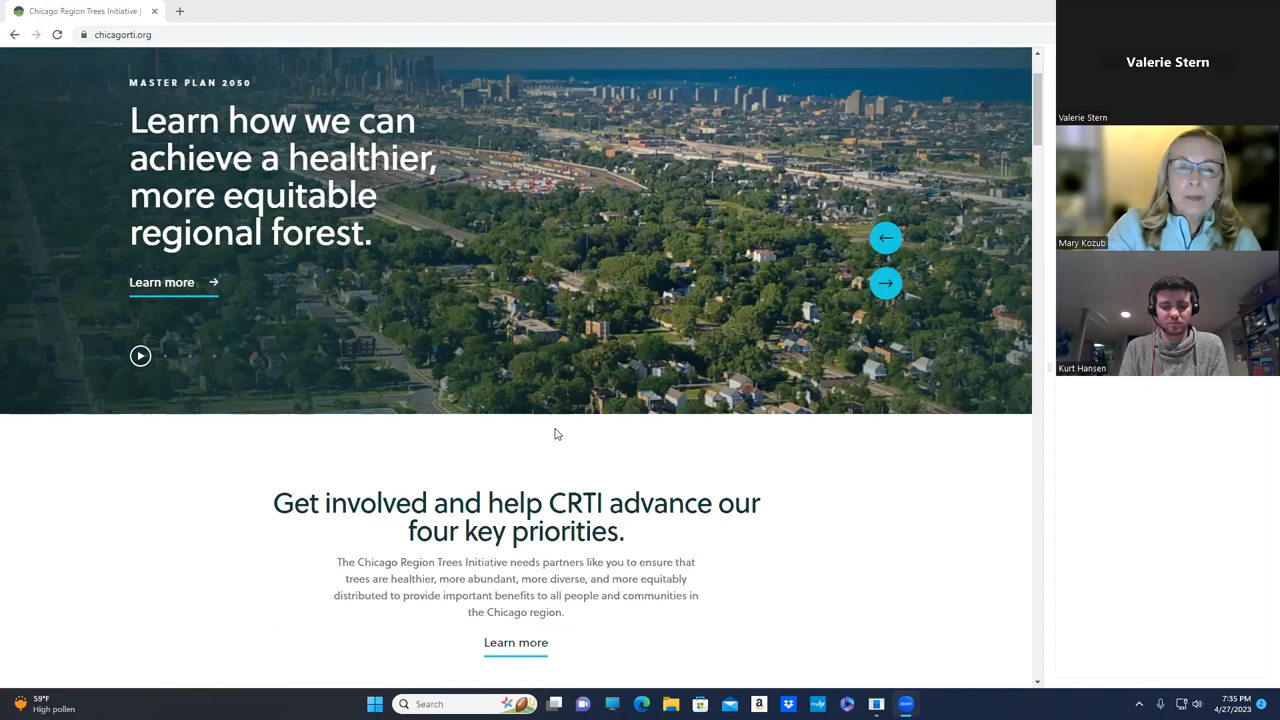 Chicago Region Trees Initiative |
chicagorti.org
MASTER PLAN 2050
Learn how we can
achieve a healthier,
more equitable
regional forest.
Learn more
Get involved and help CRTI advance our
four key priorities.
The Chicago Region Trees Initiative needs partners like you to ensure that
trees are healthier, more abundant, more diverse, and more equitably
distributed to provide important benefits to all people and communities in
the Chicago region.
Learn more
Valerie Stern
Valerie Stern
Mary Kozub
Kurt Hansen
59°F
High pollen
Search
7:35 PM
4/27/2023